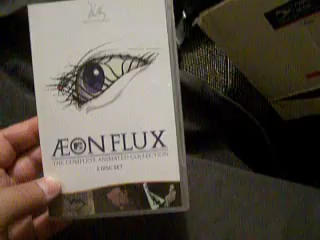 ÆON FLUX
THE COMPLETE ANIMATED COLLECTION
3 DISC SET